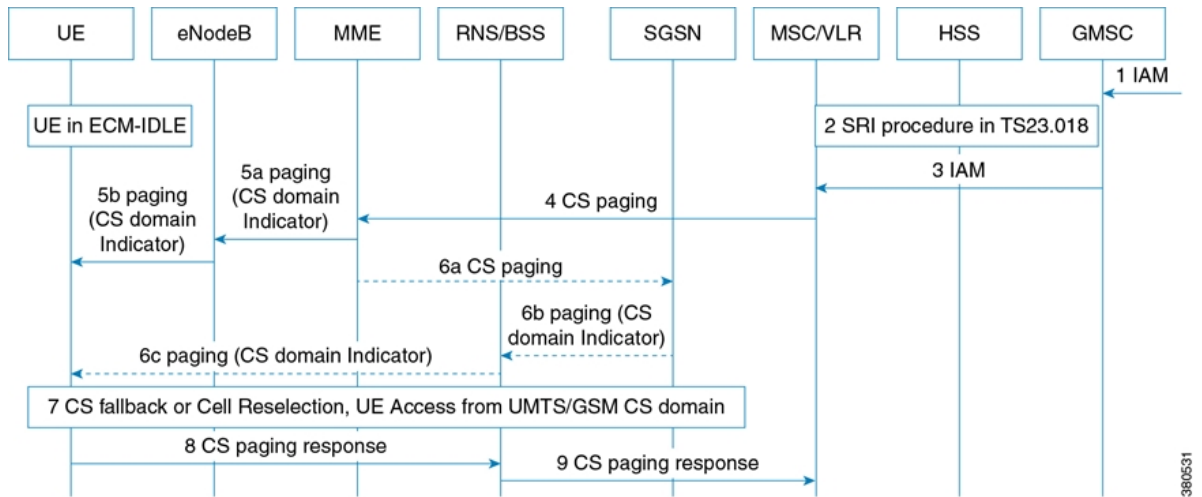 UE
eNodeB
MME
RNS/BSS
SGSN
MSC/VLR
HSS
GMSC
1 IAM
UE in ECM-IDLE
2 SRI procedure in TS23.018
3 IAM
4 CS paging
5a paging
(CS domain
Indicator)
5b paging
(CS domain
Indicator)
6a CS paging
6b paging (CS
domain Indicator)
6c paging (CS domain Indicator)
7 CS fallback or Cell Reselection, UE Access from UMTS/GSM CS domain
8 CS paging response
9 CS paging response
380531